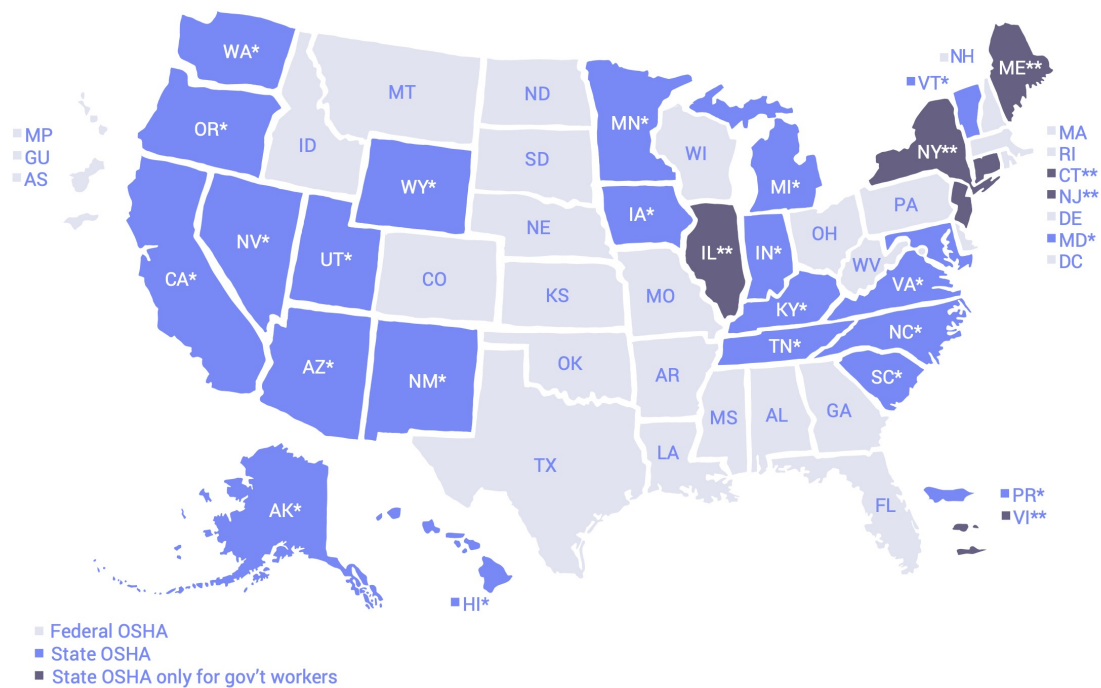 WA*
NH
ME**
VT*
MT
ND
MN*
OR*
MP
GU
AS
ID
SD
WI
NY**
MA
RI
CT**
NJ**
DE
MD*
DC
WY*
MI*
PA
IA*
NE
OH
NV*
UT*
IL**
IN*
WV
CA*
CO
KS
MO
VA*
KY*
NC*
TN*
AZ*
NM*
OK
AR
SC*
MS
AL
GA
LA
TX
FL
PR*
VI**
AK*
HI*
Federal OSHA
State OSHA
State OSHA only for gov’t workers